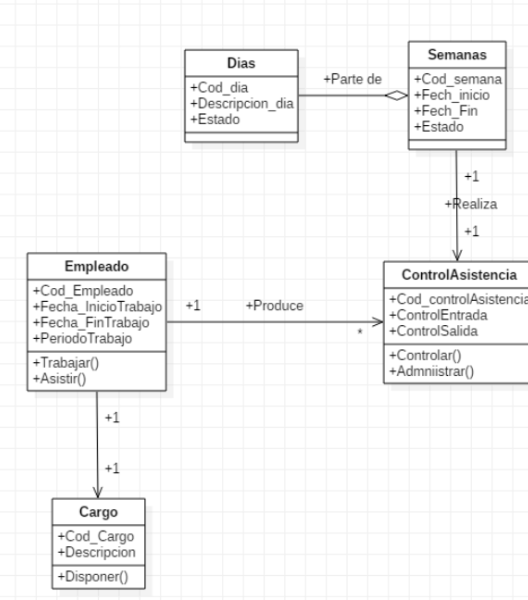 Dias
+Cod_dia
+Descripcion_dia
+Estado
+Parte de
Semanas
+Cod_semana
+Fech_inicio
+Fech_Fin
+Estado
+1
+Realiza
+1
Empleado
+Cod_Empleado
+Fecha_InicioTrabajo
+Fecha_FinTrabajo
+PeriodoTrabajo
+Trabajar()
+Asistir()
+1
+Produce
*
ControlAsistencia
+Cod_controlAsistencia
+ControlEntrada
+ControlSalida
+Controlar()
+Admniistrar()
+1
+1
Cargo
+Cod_Cargo
+Descripcion
+Disponer()